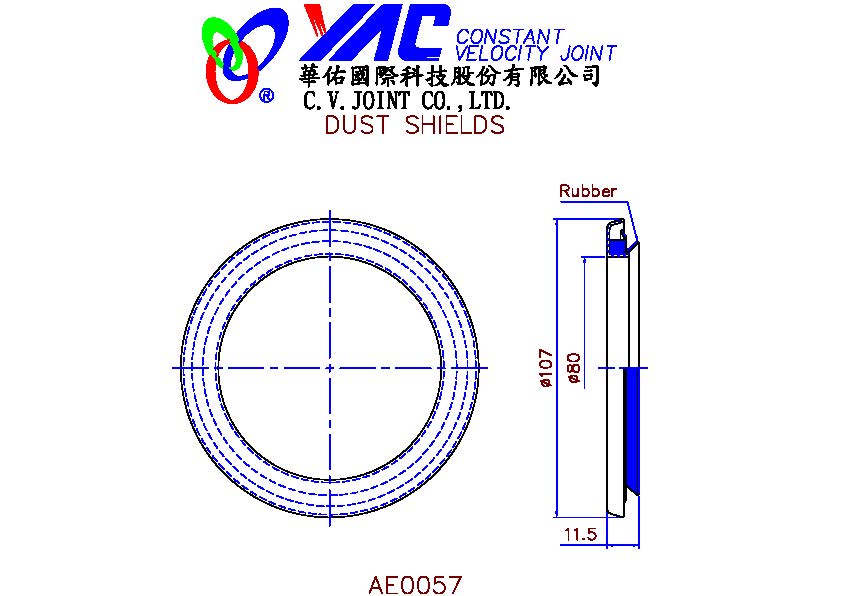 YAC CONSTANT
VELOCITY JOINT
®
華佑國際科技股份有限公司
C.V.JOINT CO.,LTD.
DUST SHIELDS
Rubber
ø107
ø80
11.5
AE0057